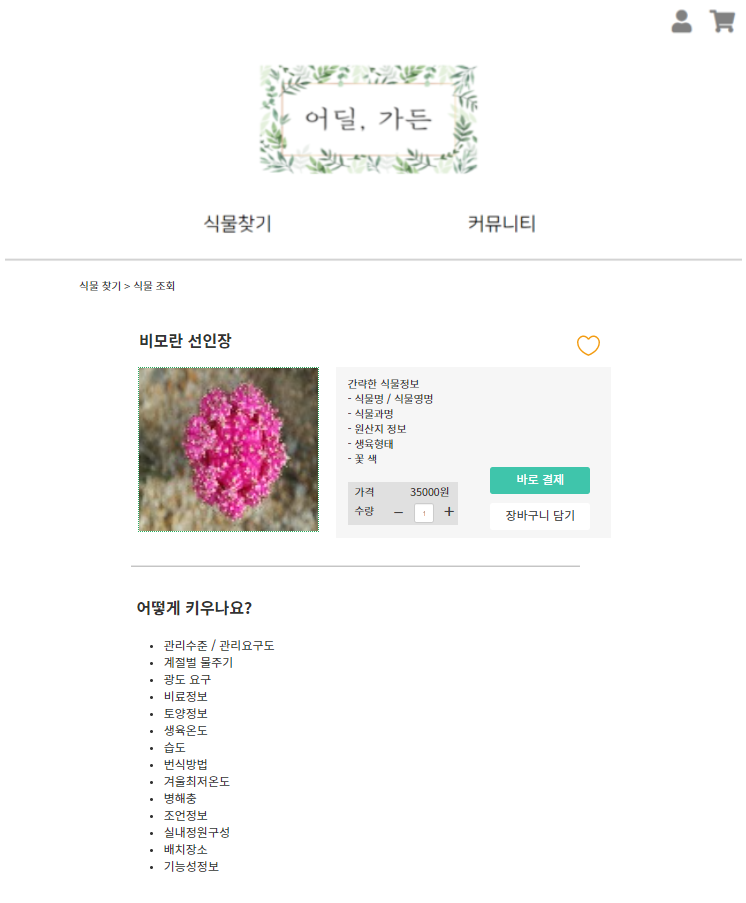 어딜, 가든
식물찾기 커뮤니티
식물 찾기 > 식물 조회
비모란 선인장
간략한 식물정보
- 식물명 / 식물영명
- 식물과명
- 원산지 정보
- 생육형태
- 꽃 색
가격 35000원
수량 — 1 +
바로 결제
장바구니 담기
어떻게 키우나요?
• 관리수준 / 관리요구도
• 계절벌 물주기
• 광도 요구
• 비료정보
• 토양정보
• 생육온도
• 습도
• 번식방법
• 겨울최저온도
• 병해충
• 조언정보
• 실내정원구성
• 배치장소
• 기능성정보